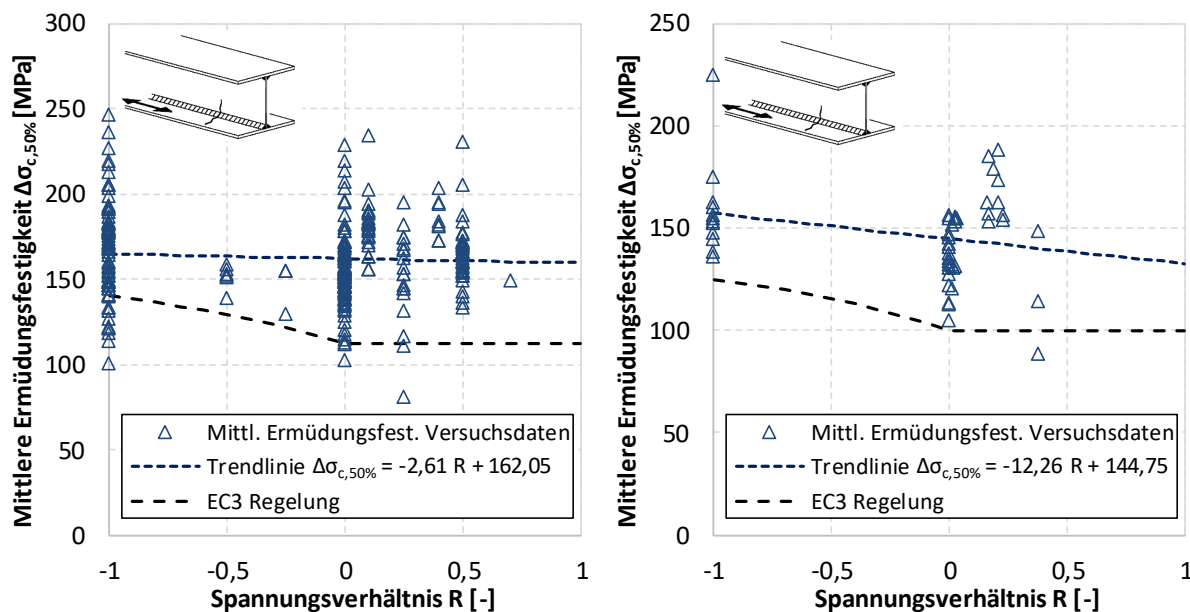 Mittlere Ermüdungsfestigkeit Δσc,50% [MPa]
300
250
200
150
100
50
0
Mittl. Ermüdungsfest. Versuchsdaten
Trendlinie Δσc,50% = -2,61 R + 162,05
EC3 Regelung
-1 -0,5 0 0,5 1
Spannungsverhältnis R [-]
Mittlere Ermüdungsfestigkeit Δσc,50% [MPa]
250
200
150
100
50
0
Mittl. Ermüdungsfest. Versuchsdaten
Trendlinie Δσc,50% = -12,26 R + 144,75
EC3 Regelung
-1 -0,5 0 0,5 1
Spannungsverhältnis R [-]